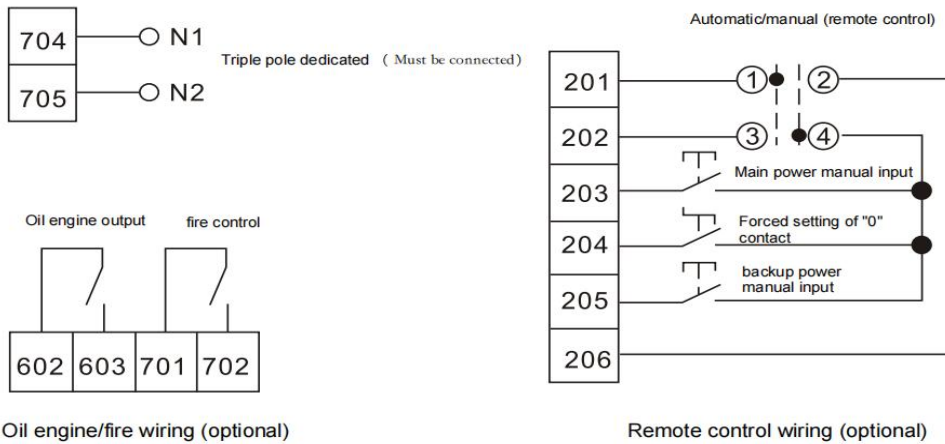 704 N1
Triple pole dedicated ( Must be connected)
705 N2
Oil engine output
fire control
602 603 701 702
Oil engine/fire wiring (optional)
Automatic/manual (remote control)
201 1 2
202 3 4
203 Main power manual input
204 Forced setting of "0"
contact
205 backup power
manual input
206
Remote control wiring (optional)